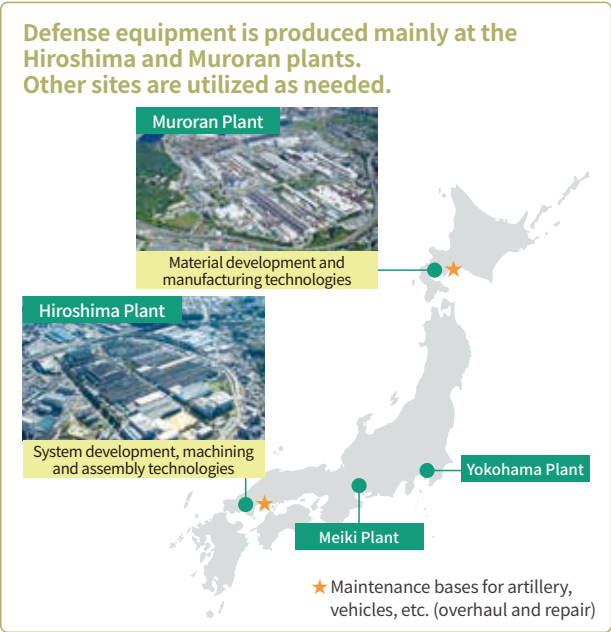 Defense equipment is produced mainly at the
Hiroshima and Muroran plants.
Other sites are utilized as needed.
Muroran Plant
Material development and
manufacturing technologies
Hiroshima Plant
System development, machining
and assembly technologies
Yokohama Plant
Meiki Plant
★ Maintenance bases for artillery,
vehicles, etc. (overhaul and repair)